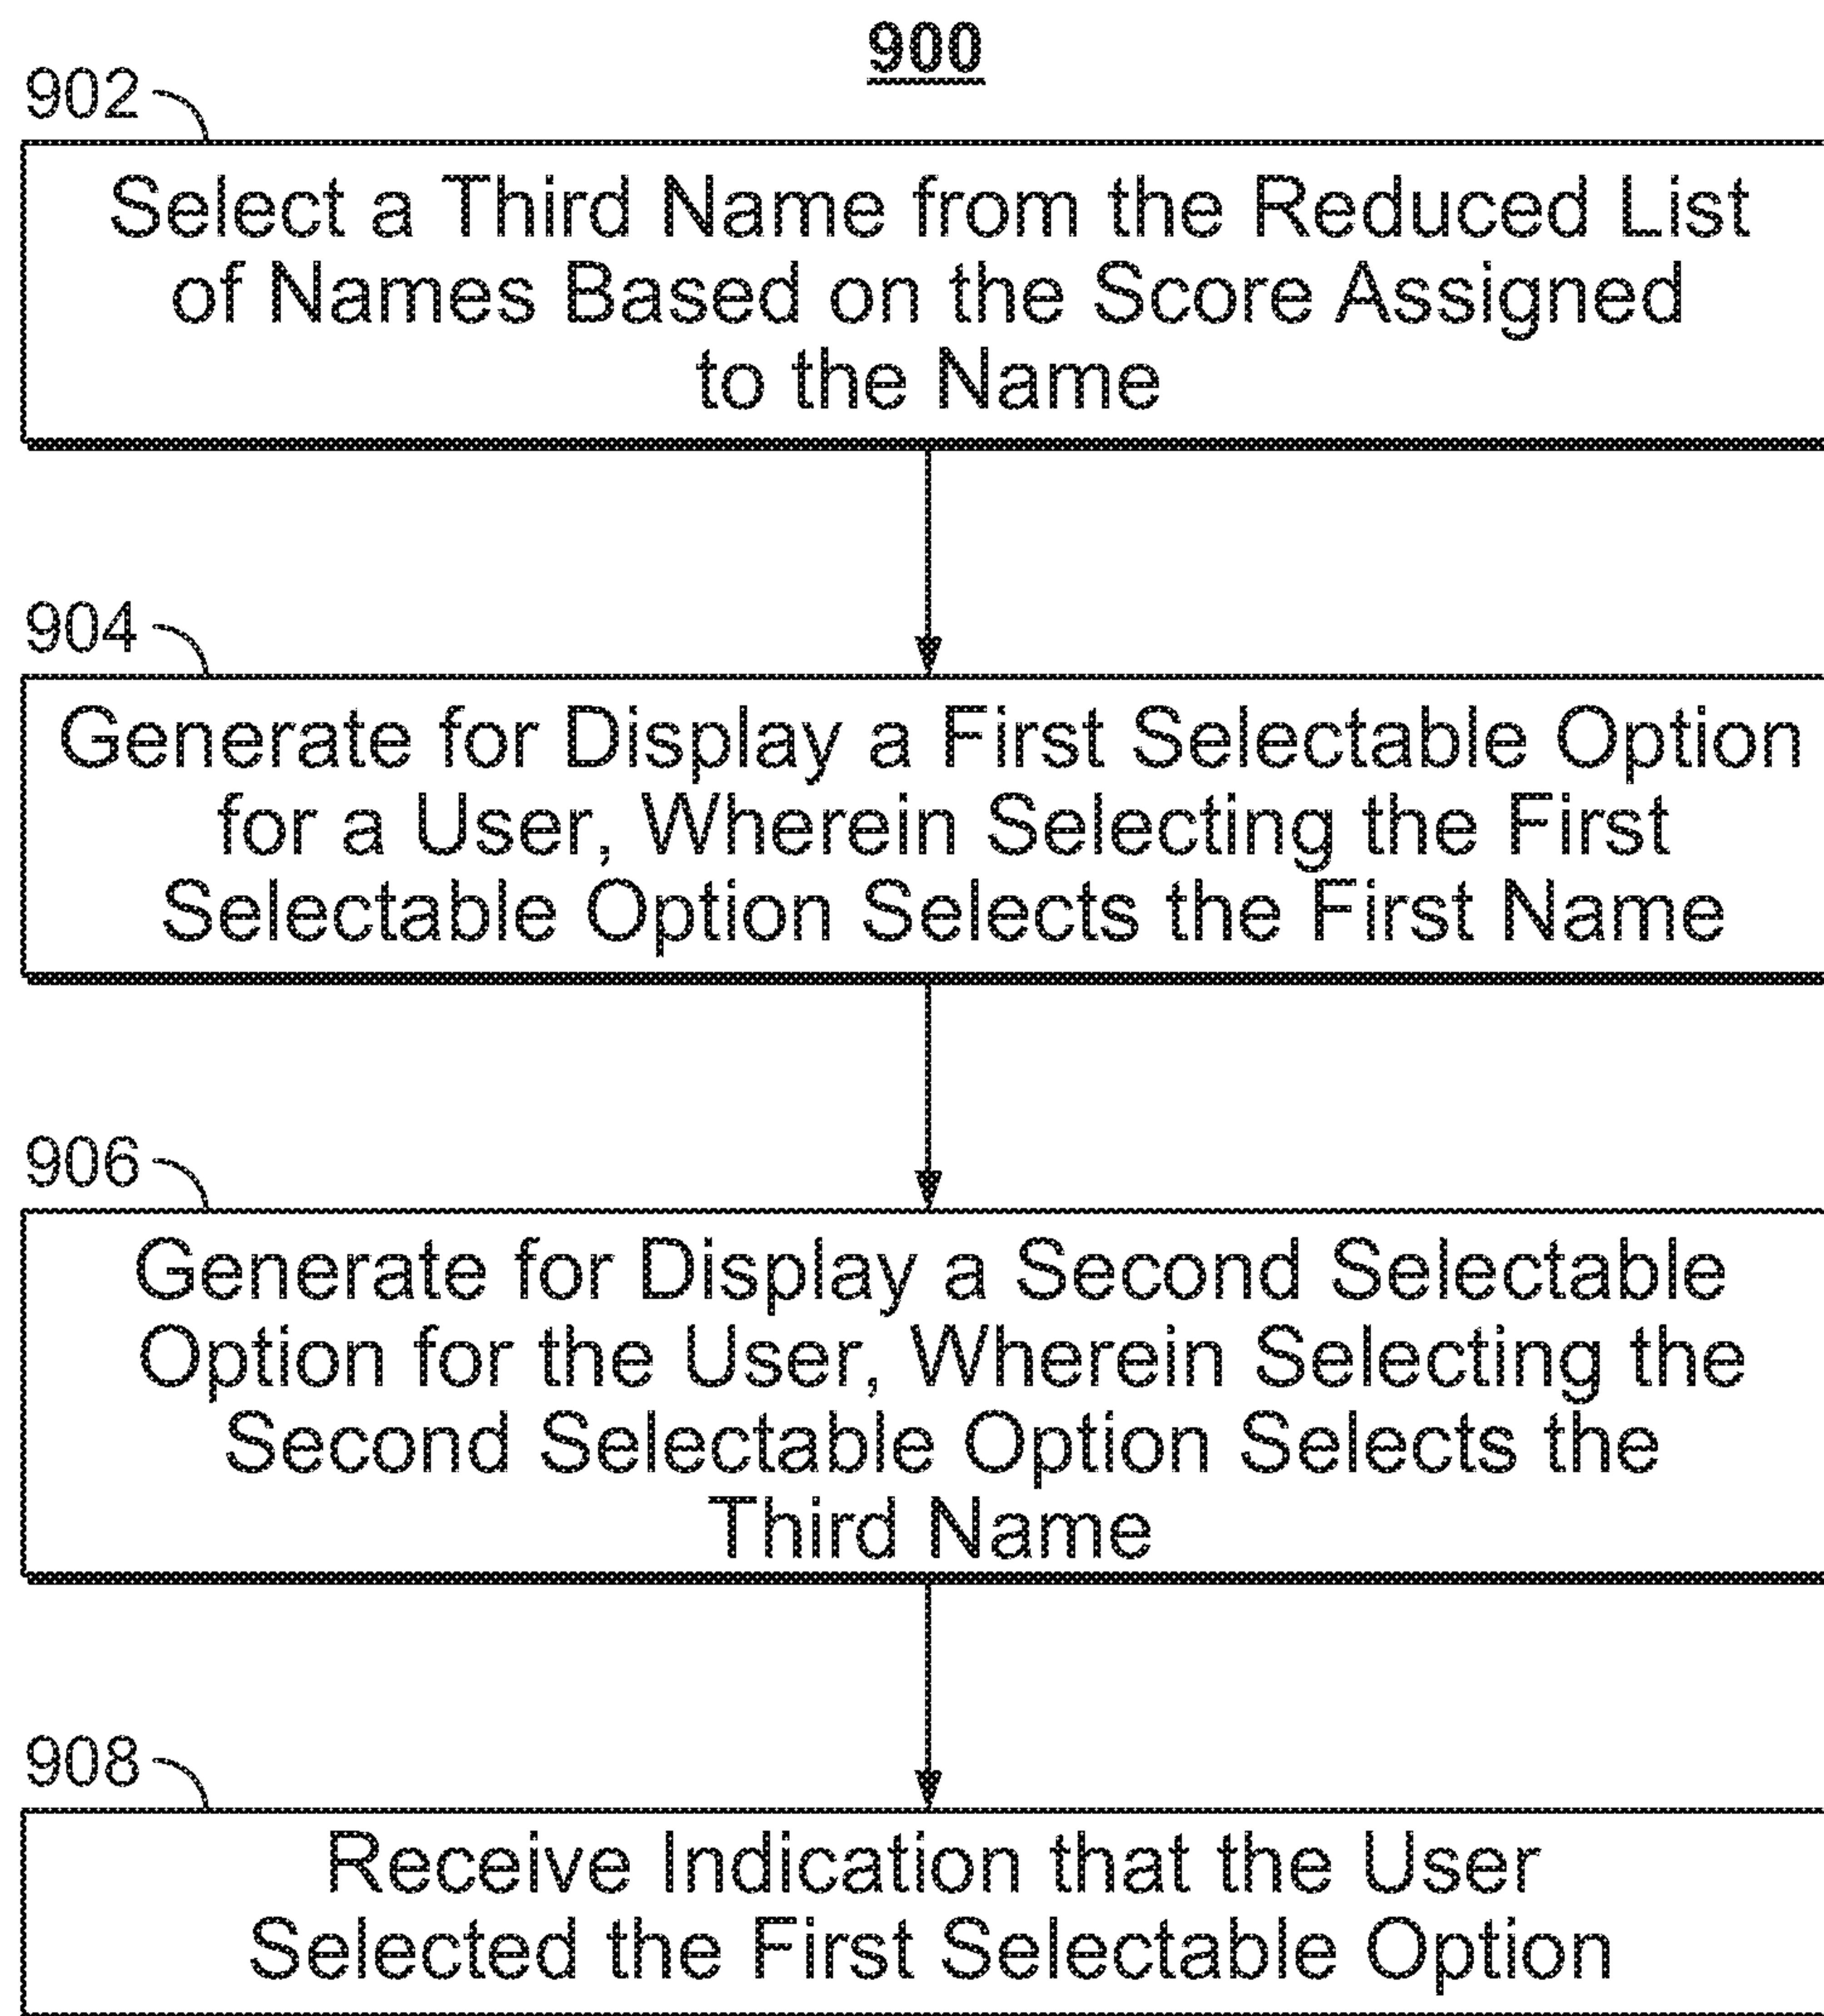 900
902
Select a Third Name from the Reduced List
of Names Based on the Score Assigned
to the Name
904
Generate for Display a First Selectable Option
for a User, Wherein Selecting the First
Selectable Option Selects the First Name
906
Generate for Display a Second Selectable
Option for the User, Wherein Selecting the
Second Selectable Option Selects the
Third Name
908
Receive Indication that the User
Selected the First Selectable Option